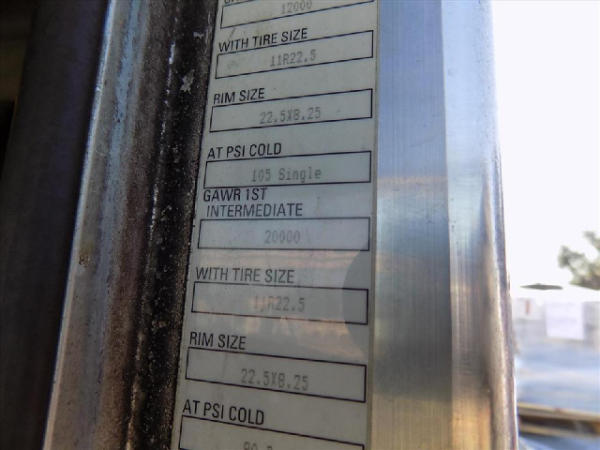 12000
WITH TIRE SIZE
11R22.5
RIM SIZE
22.5X8.25
AT PSI COLD
105 Single
GAWR 1ST
INTERMEDIATE
20000
WITH TIRE SIZE
11R22.5
RIM SIZE
22.5X8.25
AT PSI COLD